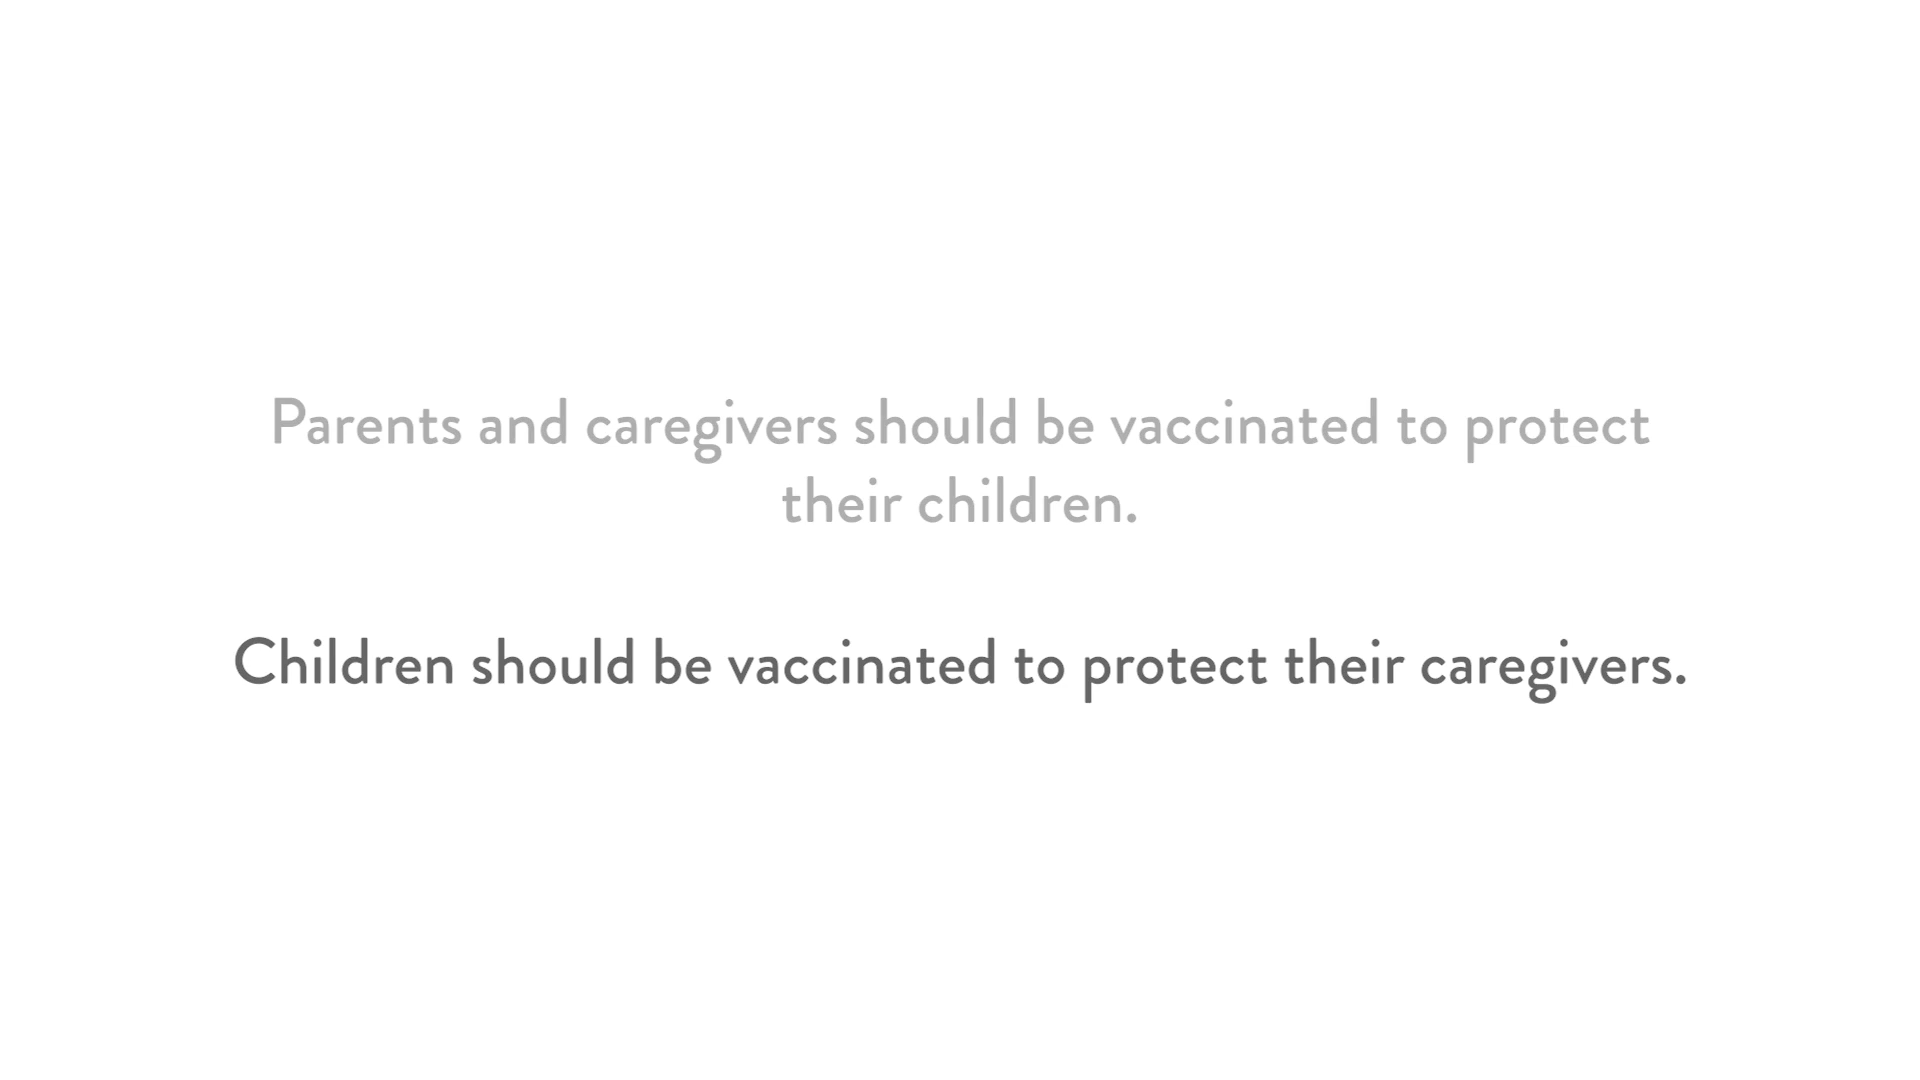 Parents and caregivers should be vaccinated to protect
their children.
Children should be vaccinated to protect their caregivers.